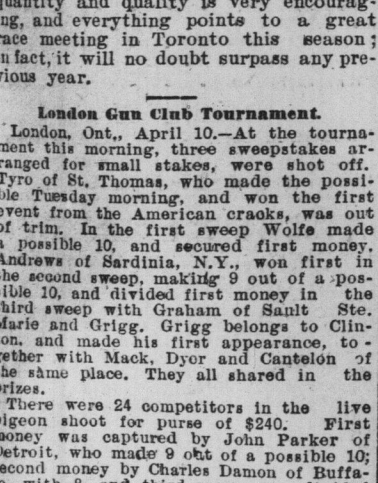 quantity and quality is very encourag-
ng, and everything points to a great
race meeting in Toronto this season;
n fact, it will no doubt surpass any pre-
vious year.
London Gun Club Tournament.
London, Ont., April 10.—At the tourna-
ment this morning, three sweepstakes ar-
ranged for small stakes, were shot off.
Tyro of St. Thomas, who made the possi-
ble Tuesday morning, and won the first
event from the American cracks, was out
of trim. In the first sweep Wolfe made
a possible 10, and secured first money.
Andrews of Sardinia, N.Y., won first in
he second sweep, making 9 out of a pos-
sible 10, and divided first money in the
third sweep with Graham of Sault Ste.
Marie and Grigg. Grigg belongs to Clin-
ton, and made his first appearance, to-
gether with Mack, Dyer and Cantelon of
he same place. They all shared in the
prizes.
There were 24 competitors in the live
pigeon shoot for purse of $240. First
money was captured by John Parker of
Detroit, who made 9 out of a possible 10;
second money by Charles Damon of Buffa-